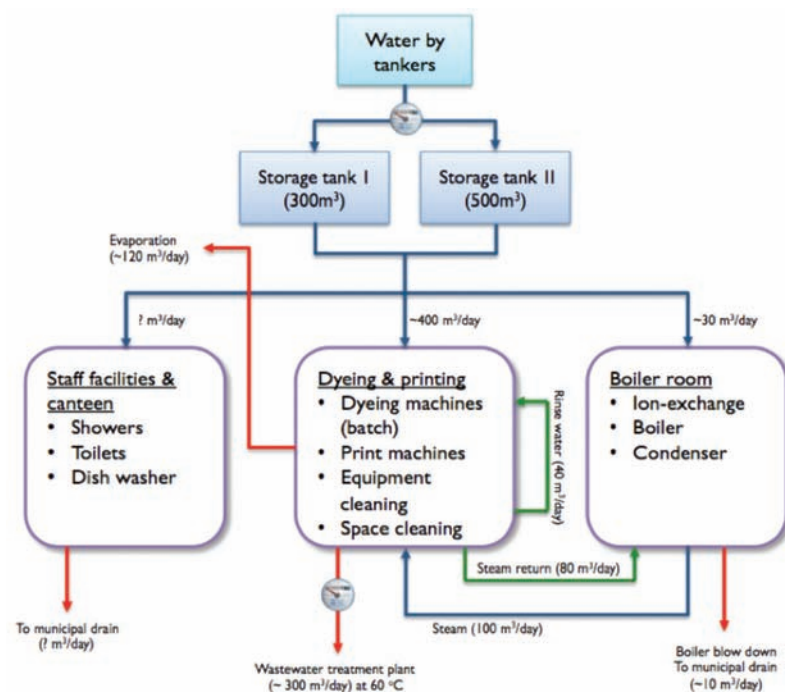 Water by
tankers
Storage tank I
(300m³)
Storage tank II
(500m³)
Evaporation
(~120 m³/day)
? m³/day
~400 m³/day
~30 m³/day
Staff facilities &
canteen
• Showers
• Toilets
• Dish washer
Dyeing & printing
• Dyeing machines
(batch)
• Print machines
• Equipment
cleaning
• Space cleaning
Rinse water (40 m³/day)
Boiler room
• Ion-exchange
• Boiler
• Condenser
Steam return (80 m³/day)
Steam (100 m³/day)
To municipal drain
(? m³/day)
Wastewater treatment plant
(~ 300 m³/day) at 60 °C
Boiler blow down
To municipal drain
(~10 m³/day)